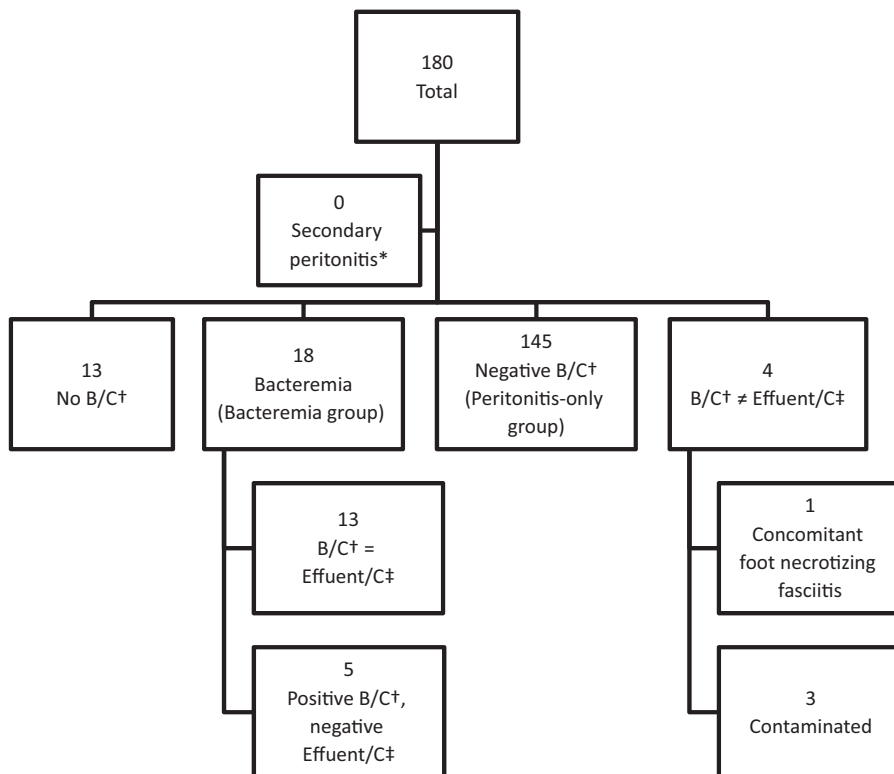 180
Total
0
Secondary
peritonitis*
13
No B/C†
18
Bacteremia
(Bacteremia group)
145
Negative B/C†
(Peritonitis-only
group)
4
B/C† ≠ Effuent/C‡
13
B/C† =
Effuent/C‡
5
Positive B/C†,
negative
Effuent/C‡
1
Concomitant
foot necrotizing
fasciitis
3
Contaminated